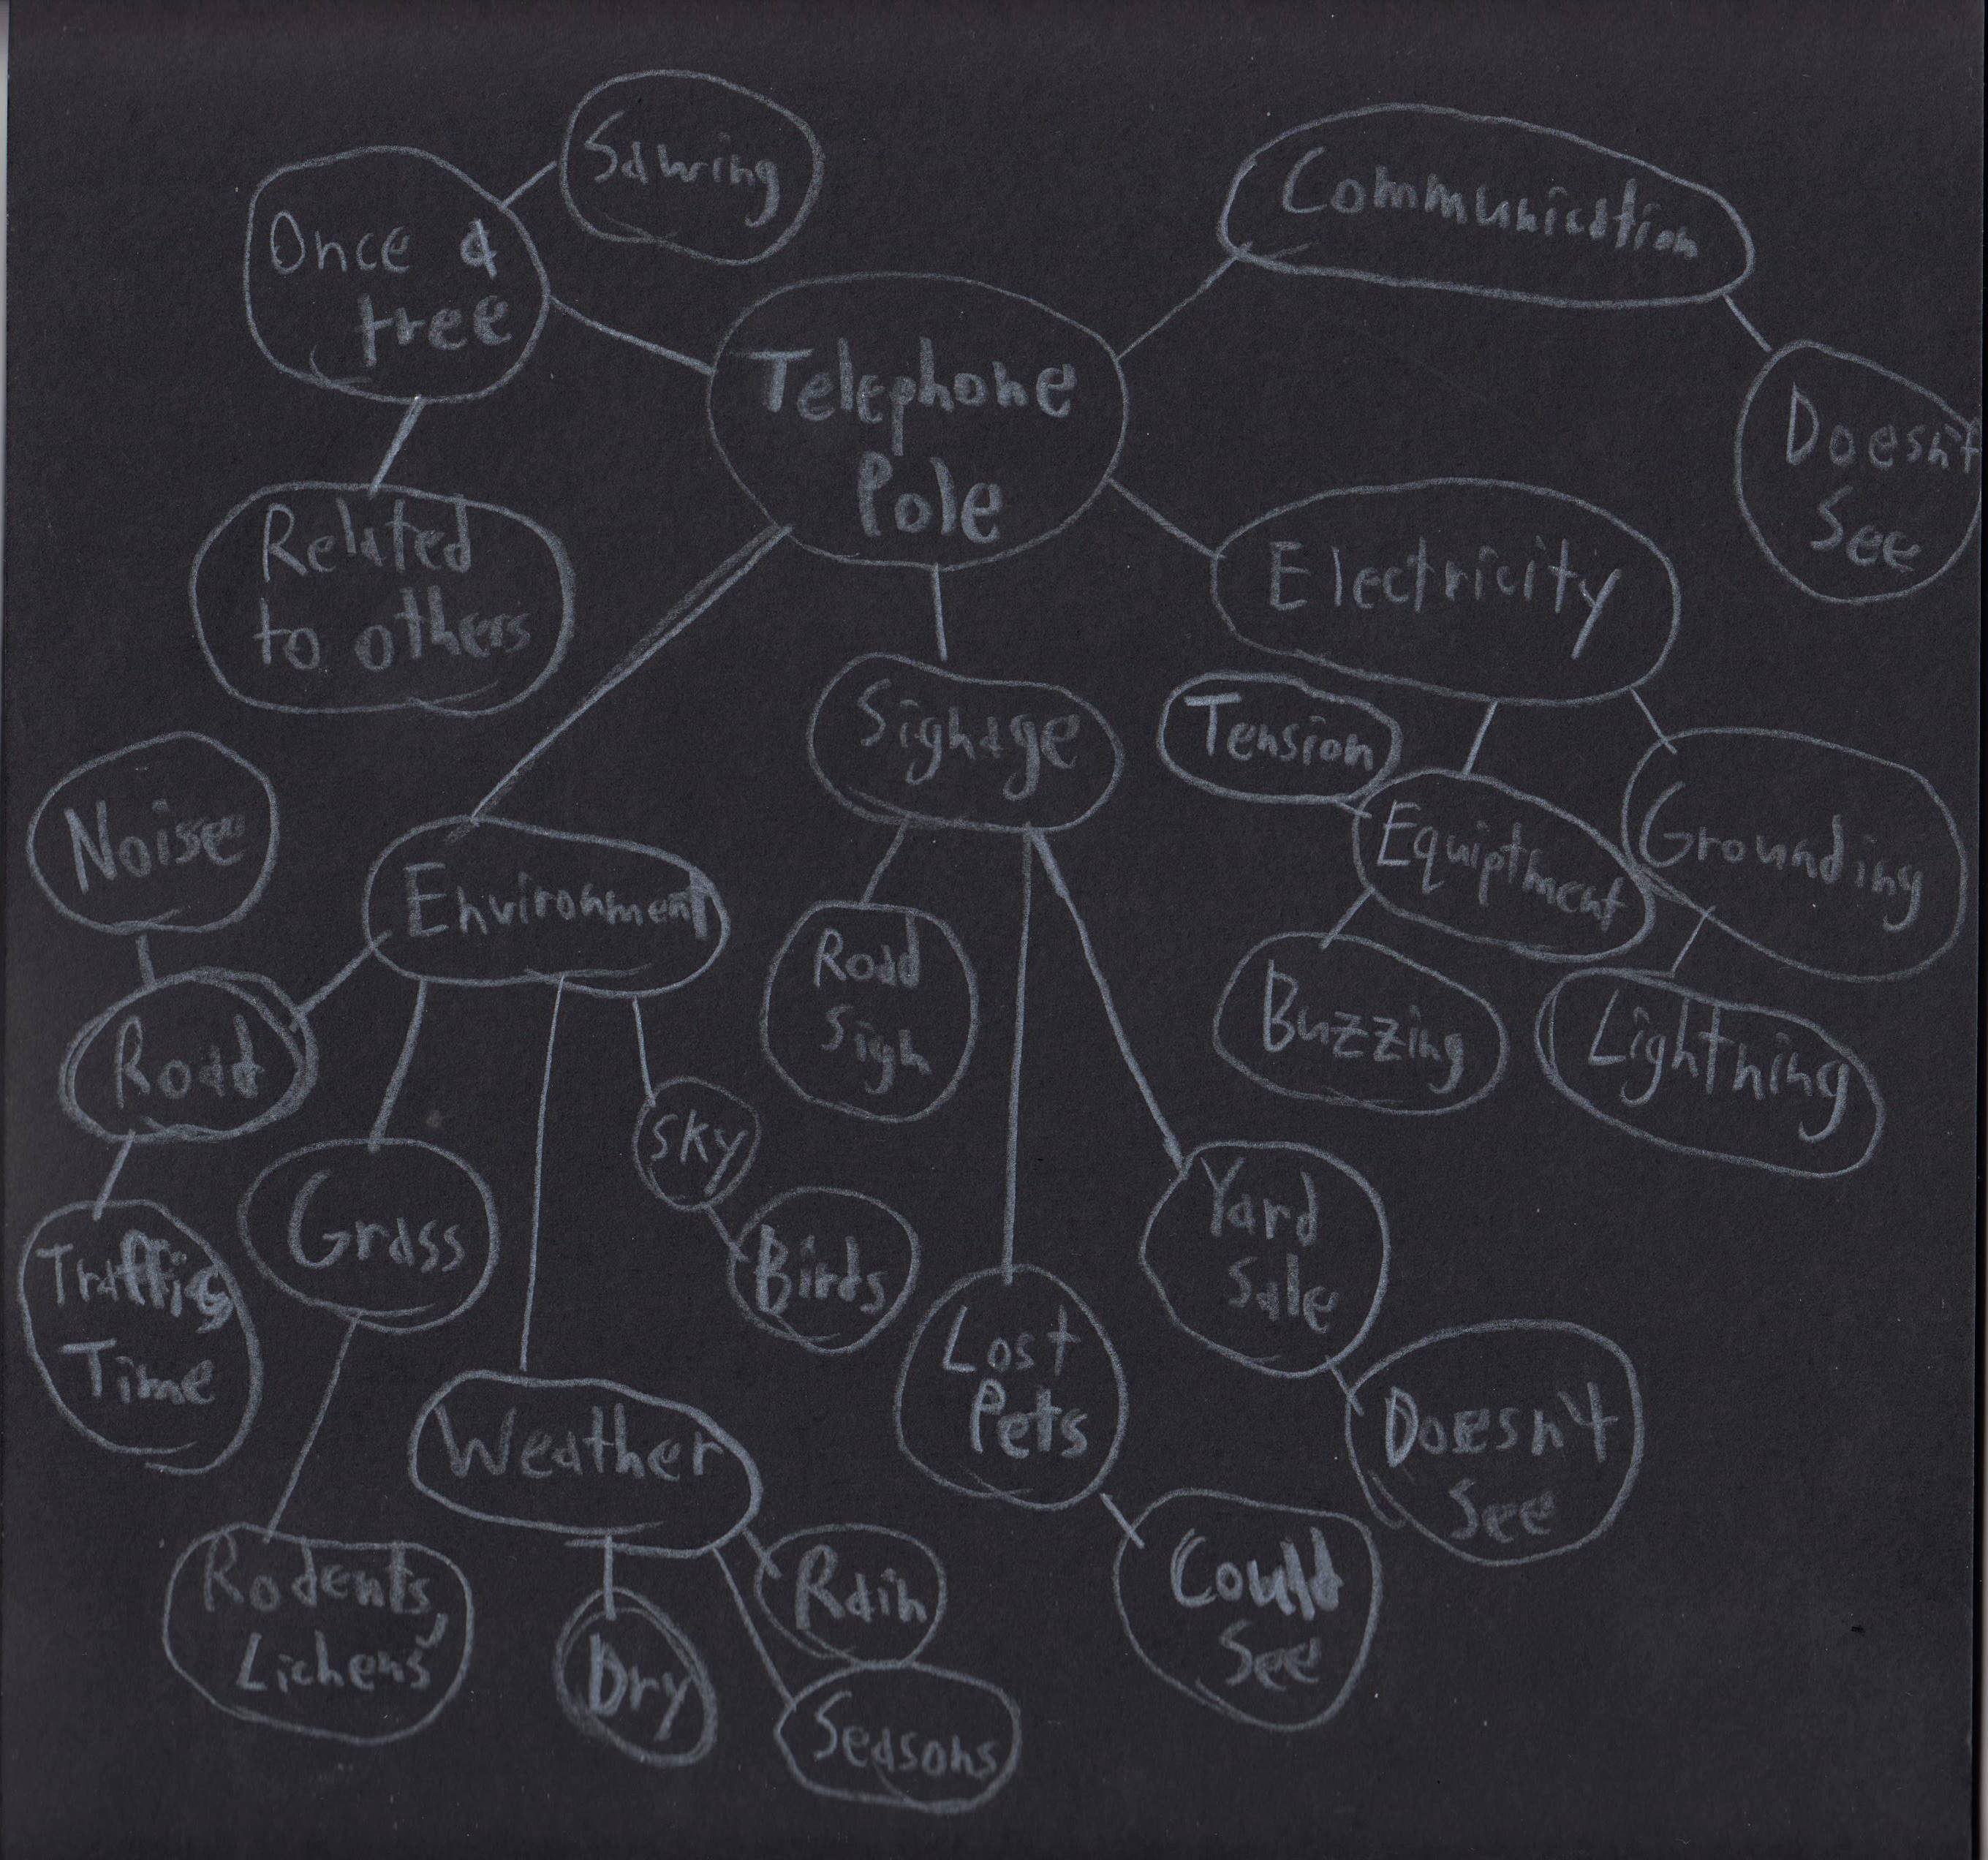 Sawing
Communication
Once a
tree
Telephone
Pole
Doesn't
See
Related
to others
Electricity
Signage
Tension
Noise
Equiptment
Grounding
Environment
Road
Sign
Buzzing
Lightning
Road
Sky
Grass
Birds
Yard
Sale
Traffic
Time
Lost
Pets
Weather
Doesn't
See
Rodents,
Lichens
Rain
Could
See
Dry
Seasons